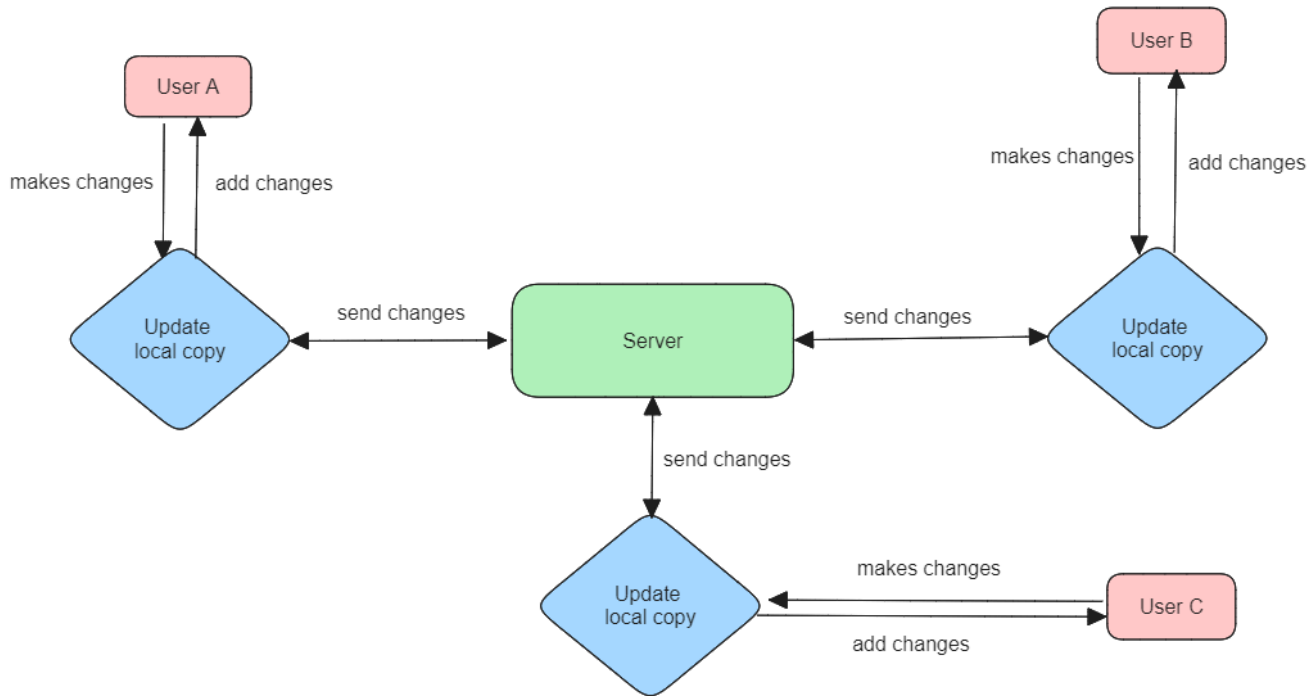 User B
User A
makes changes
add changes
makes changes
add changes
Update
local copy
send changes
Server
send changes
Update
local copy
send changes
Update
local copy
makes changes
add changes
User C